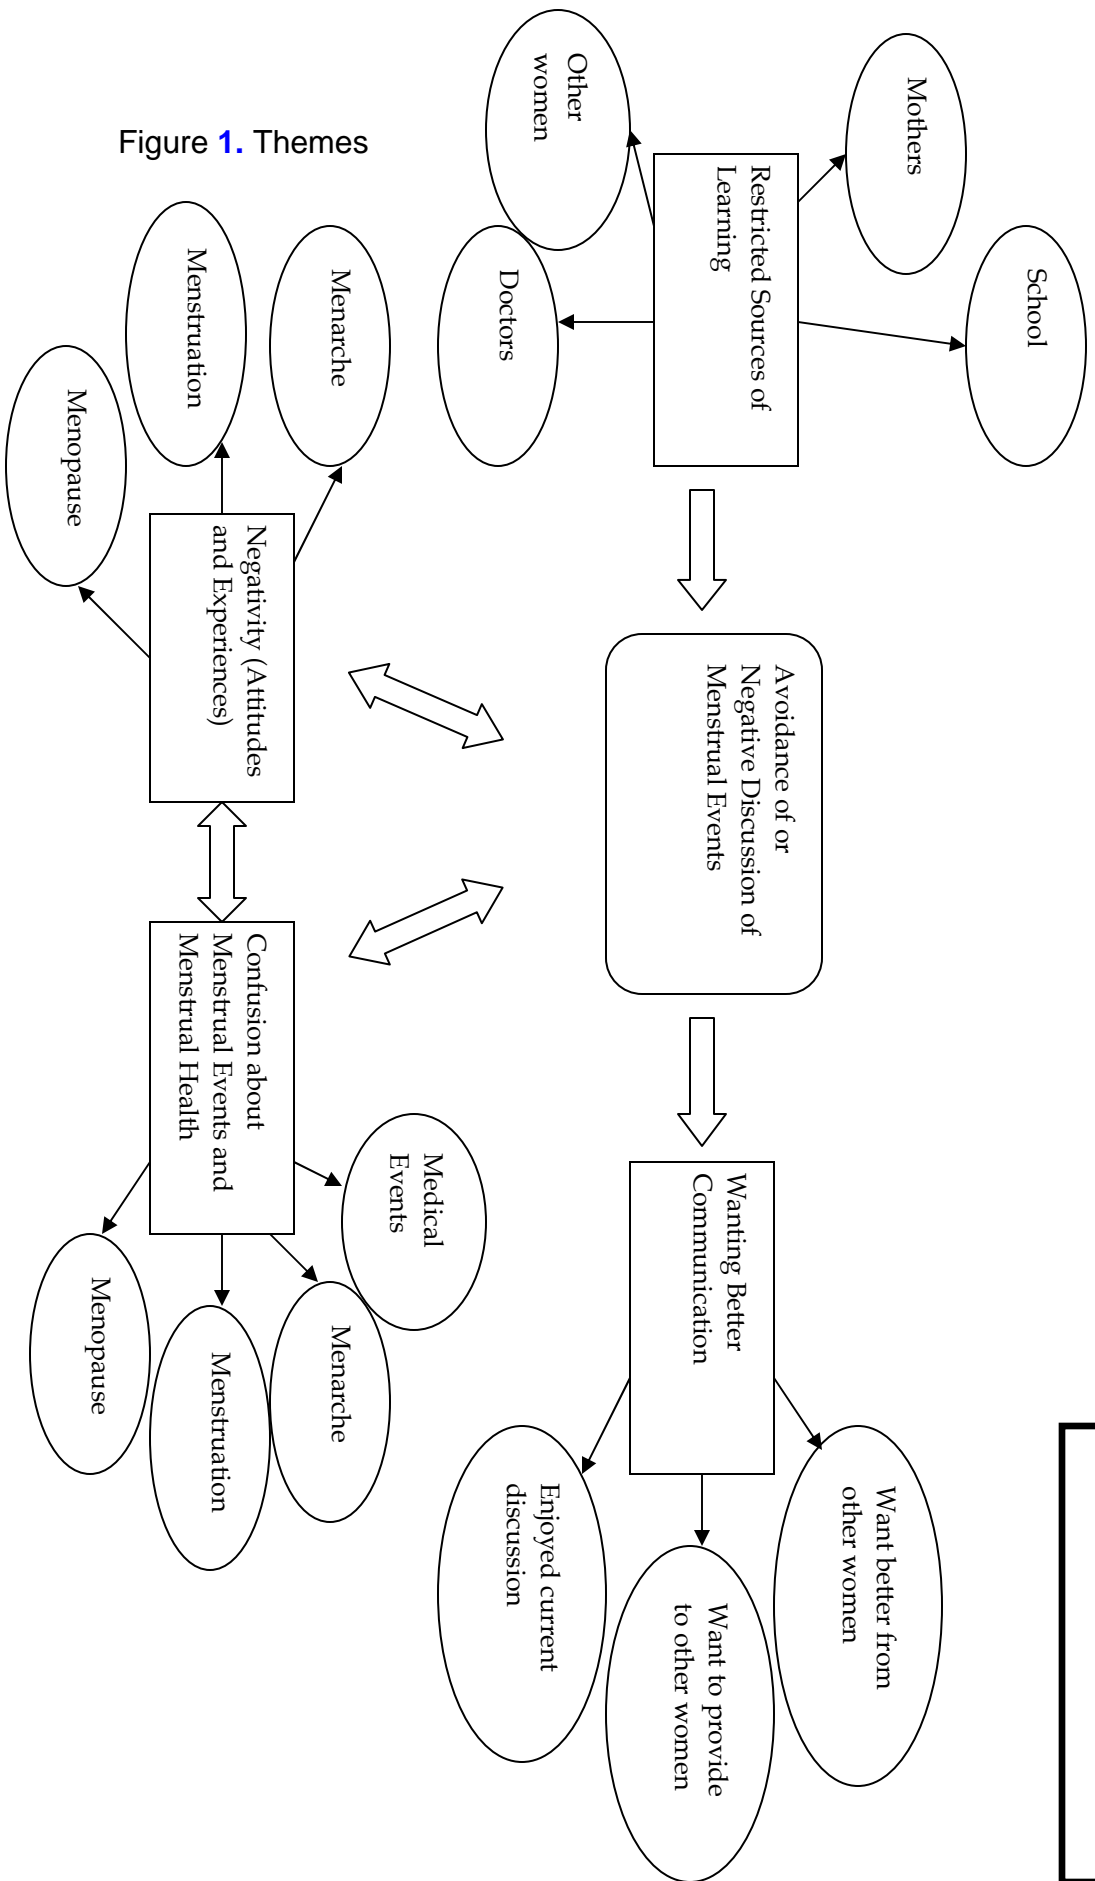 Figure 1. Themes
School
Mothers
Other
women
Doctors
Restricted Sources of
Learning
Avoidance of or
Negative Discussion of
Menstrual Events
Wanting Better
Communication
Want better from
other women
Want to provide
to other women
Enjoyed current
discussion
Menarche
Menstruation
Menopause
Negativity (Attitudes
and Experiences)
Confusion about
Menstrual Events and
Menstrual Health
Medical
Events
Menarche
Menstruation
Menopause